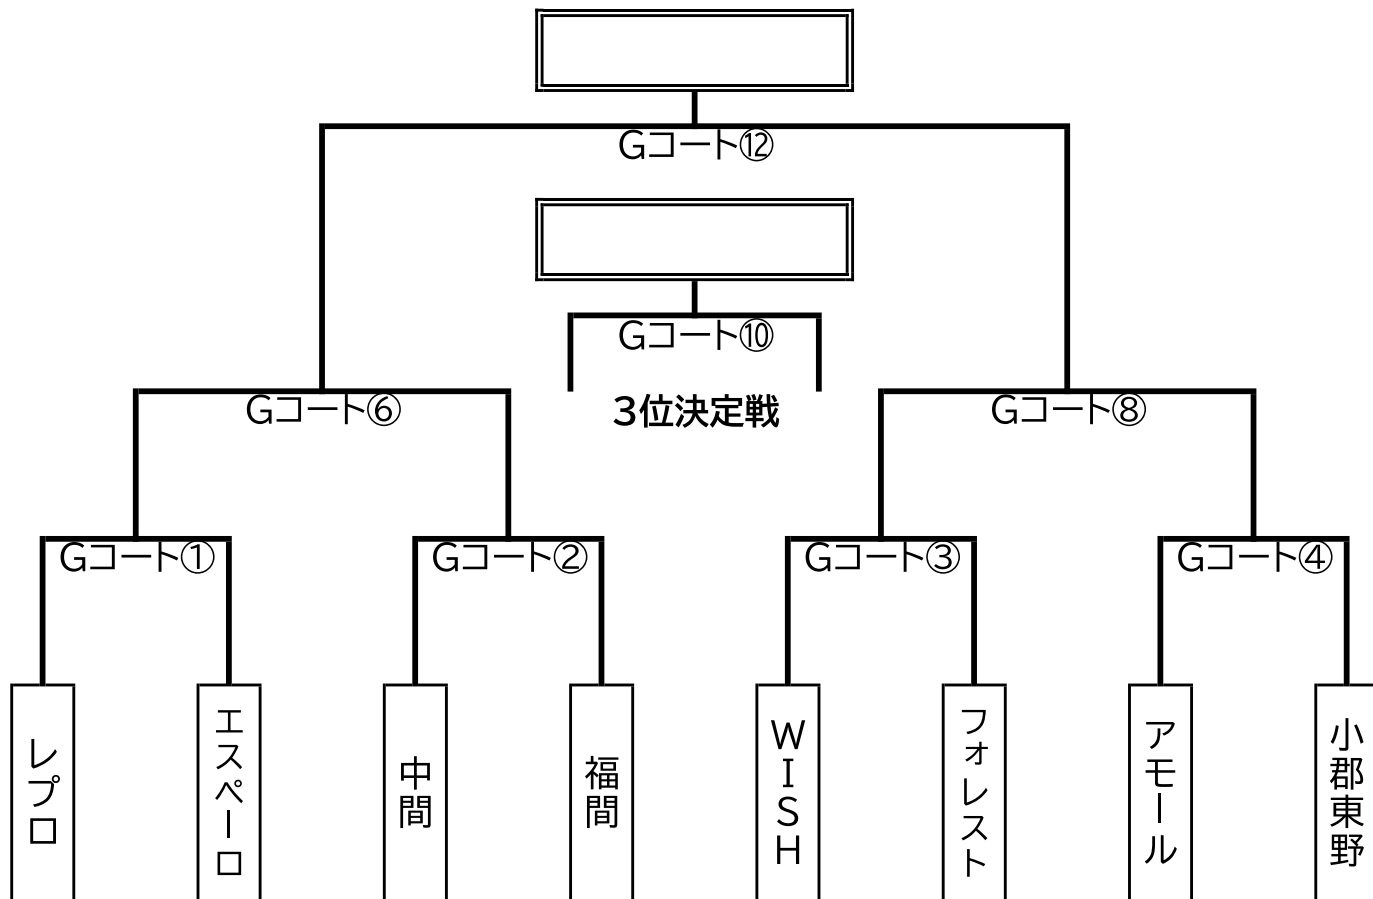 Gコート⑫
Gコート⑩
3位決定戦
Gコート⑥
Gコート⑧
Gコート①
Gコート②
Gコート③
Gコート④
レプロ
エスペーロ
中間
福間
WISH
フォレスト
アモール
小郡東野